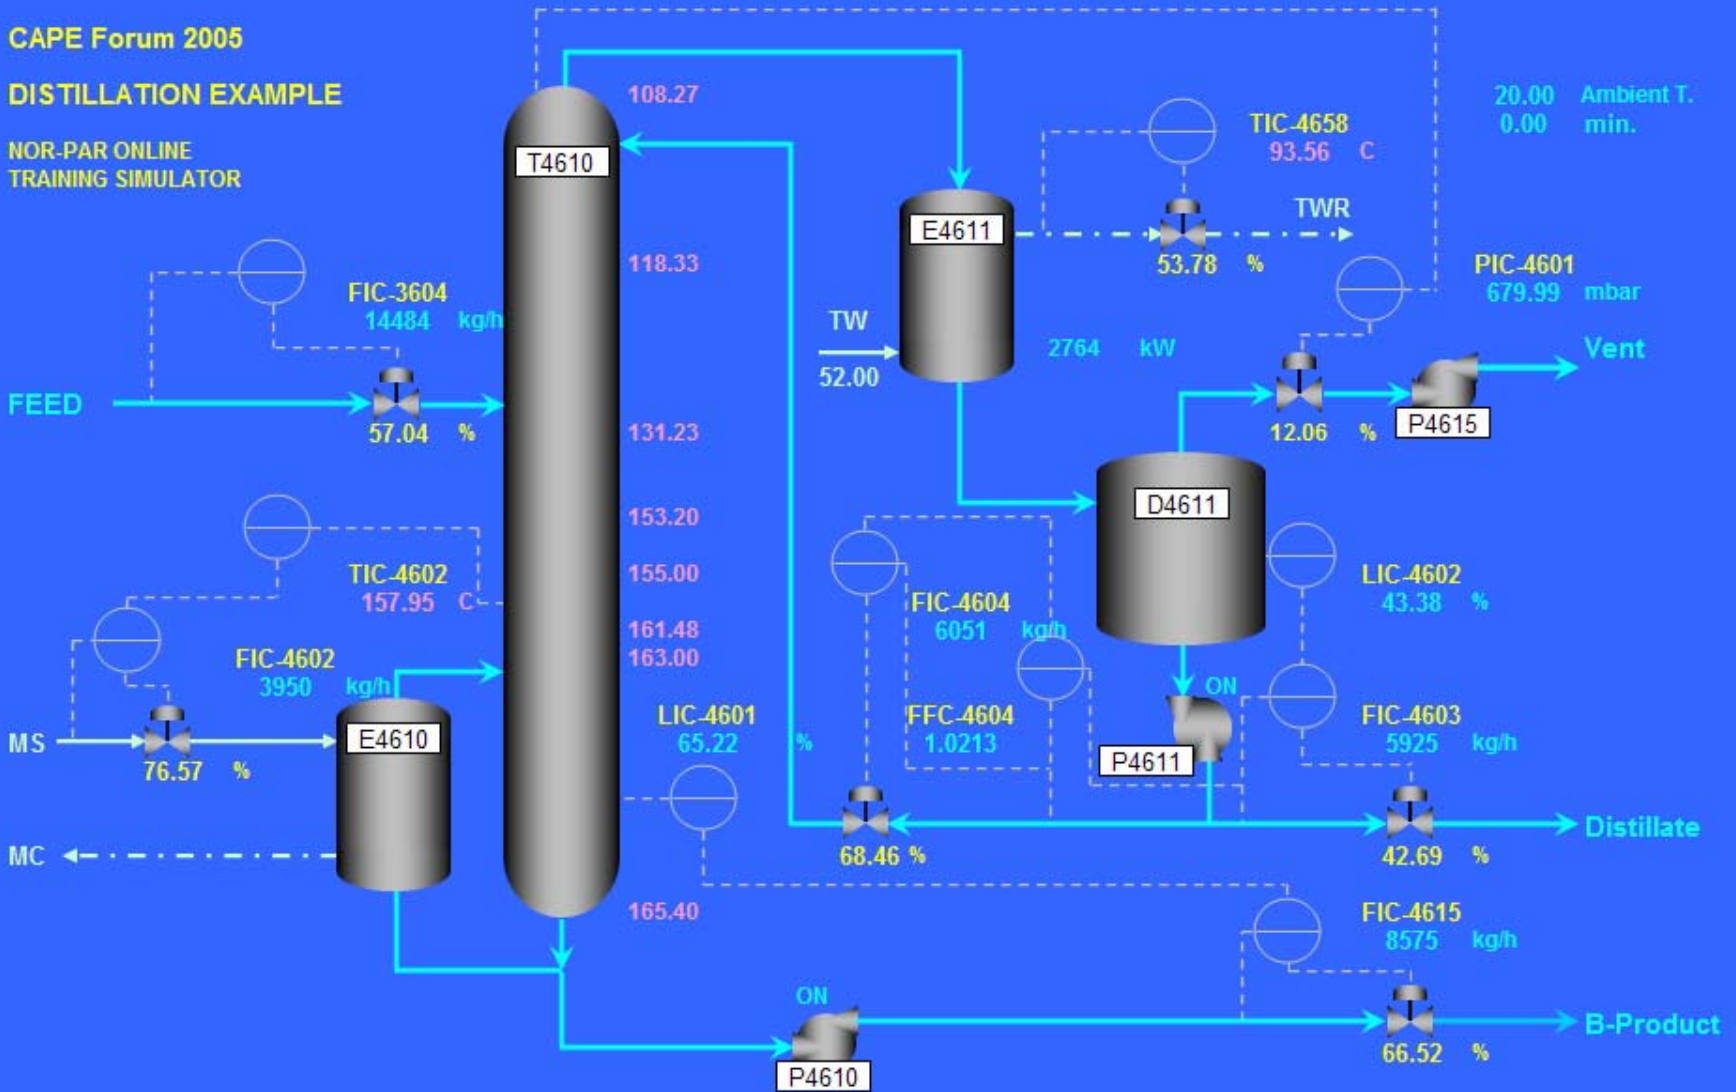 CAPE Forum 2005
DISTILLATION EXAMPLE
NOR-PAR ONLINE
TRAINING SIMULATOR
108.27
20.00 Ambient T.
0.00 min.
TIC-4658
93.56 C
T4610
E4611
TWR
53.78 %
118.33
PIC-4601
679.99 mbar
FIC-3604
14484 kg/h
TW
52.00
2764 kW
Vent
FEED
57.04 %
131.23
12.06 %
P4615
D4611
153.20
TIC-4602
157.95 C
155.00
LIC-4602
43.38 %
FIC-4604
6051 kg/h
161.48
163.00
FIC-4602
3950 kg/h
ON
LIC-4601
65.22 %
FFC-4604
1.0213
FIC-4603
5925 kg/h
MS
E4610
76.57 %
P4611
MC
68.46 %
42.69 %
Distillate
165.40
FIC-4615
8575 kg/h
ON
B-Product
66.52 %
P4610